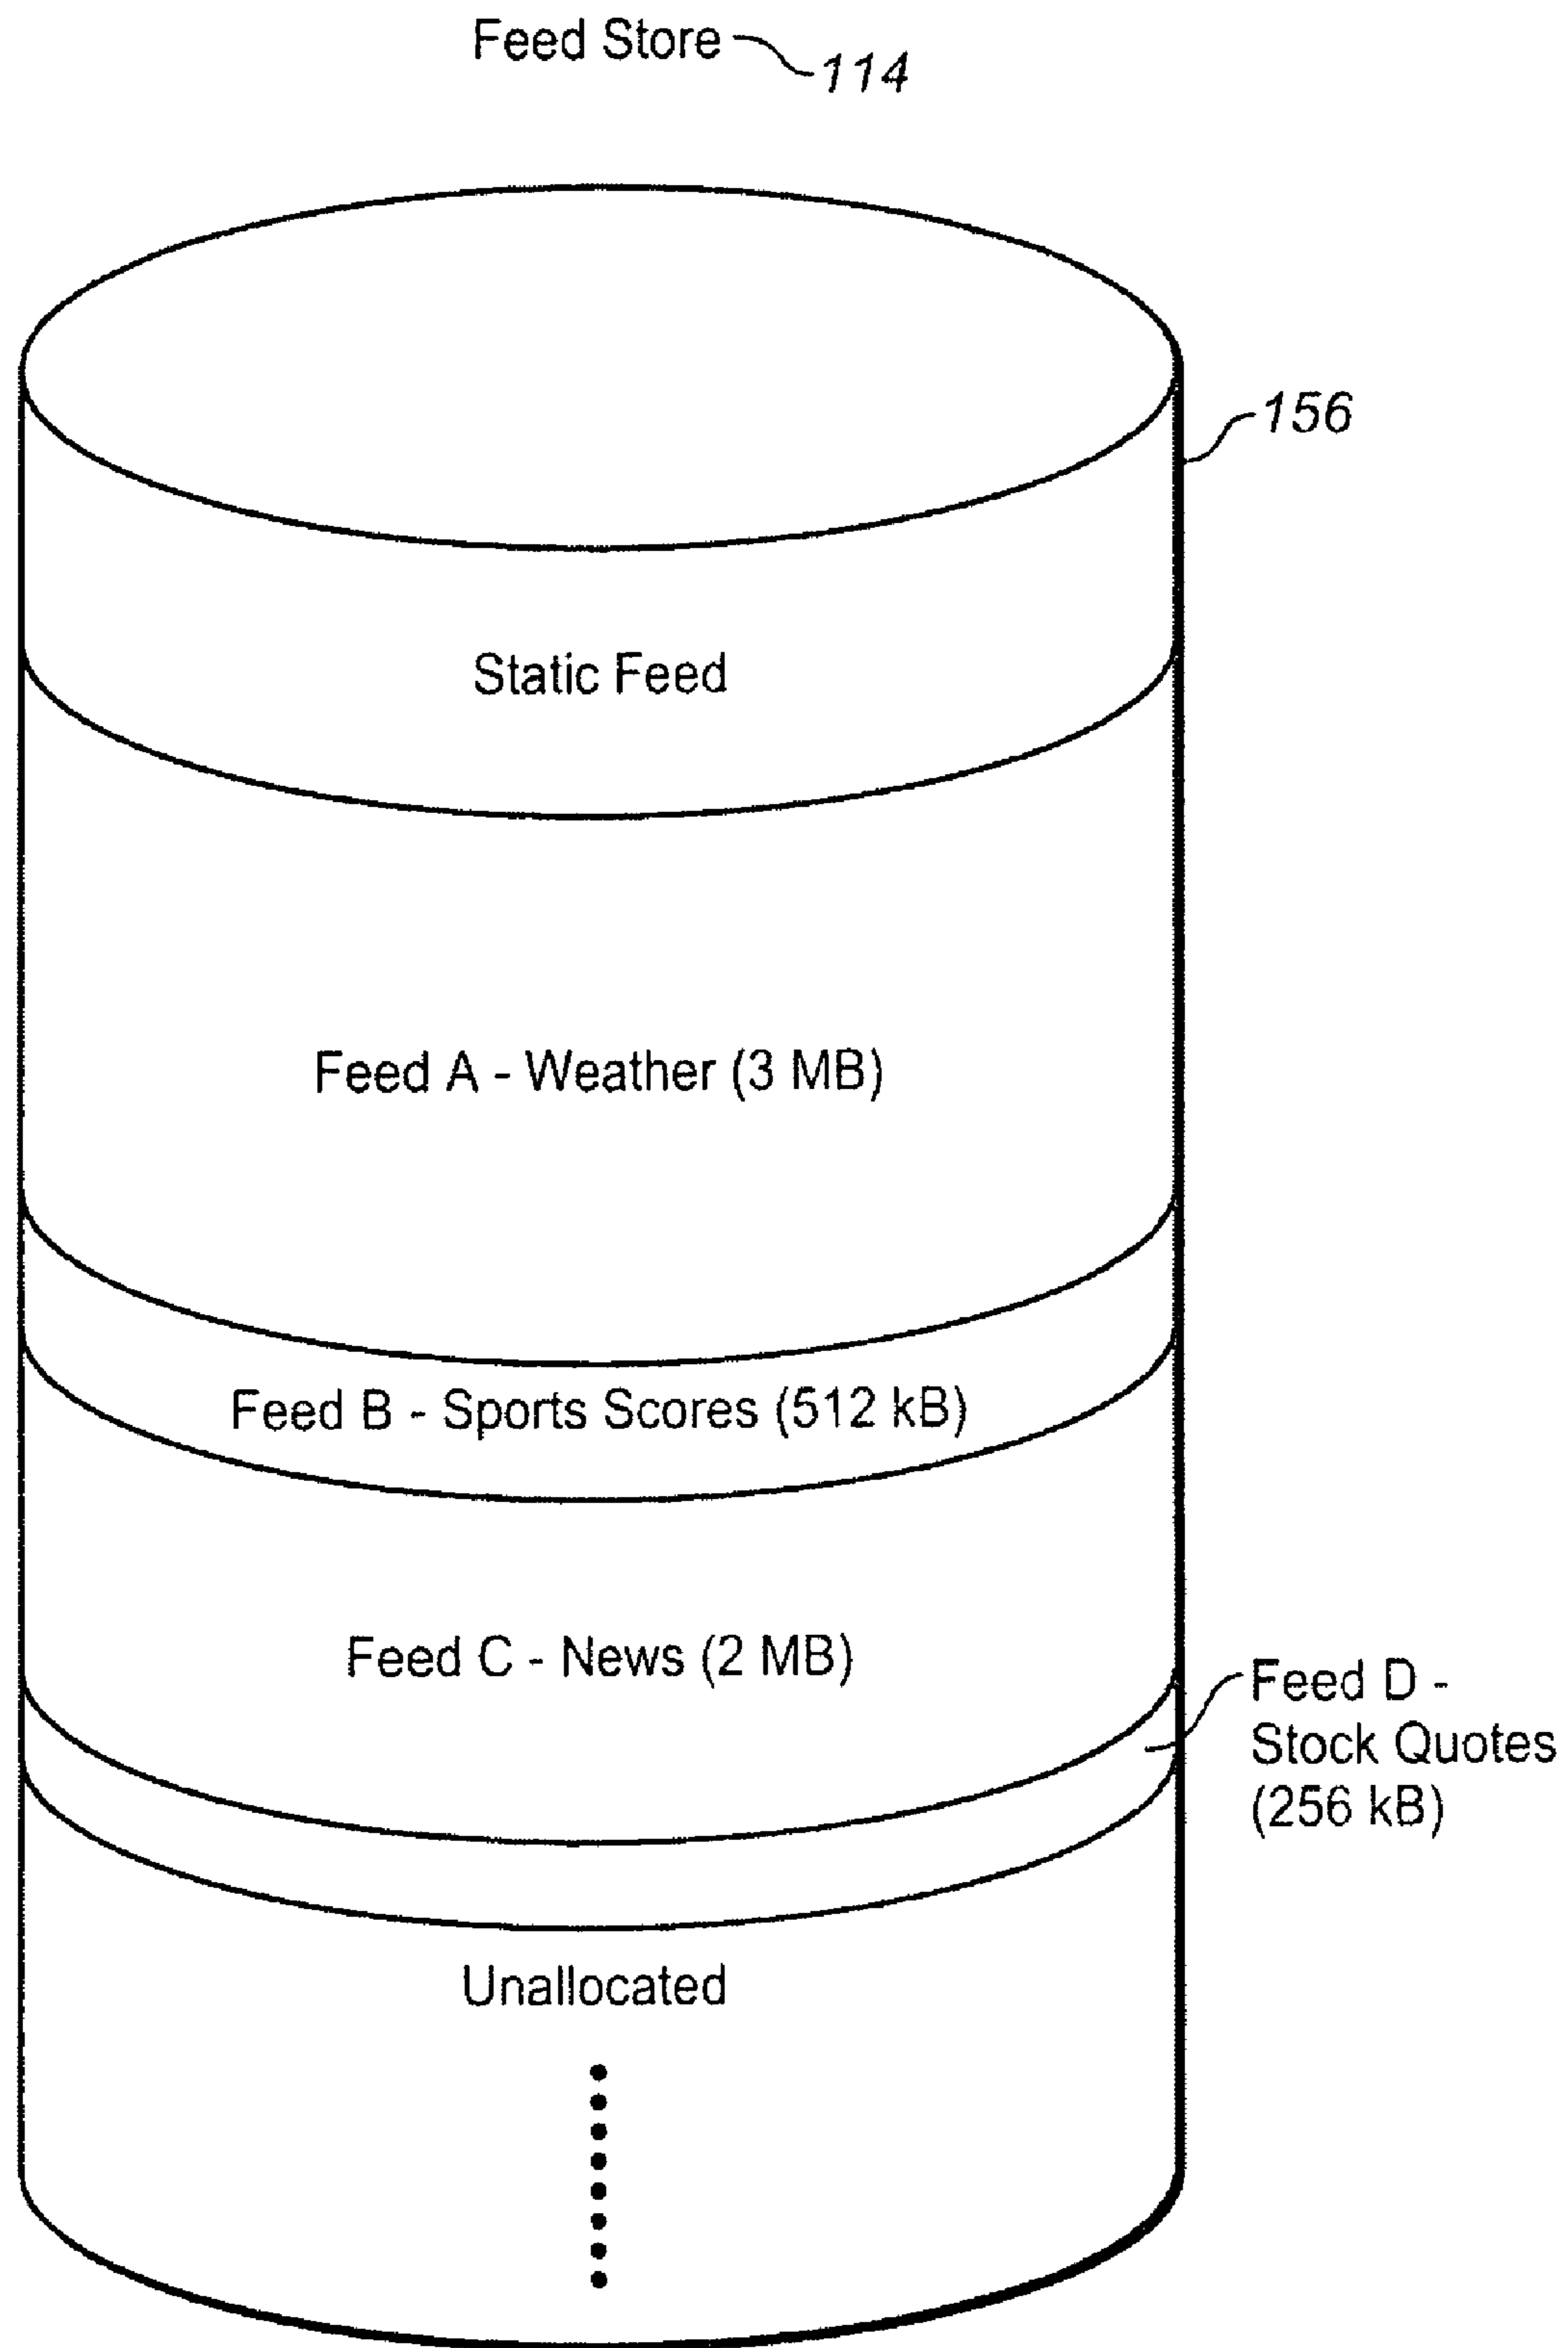 Feed Store 114
156
Static Feed
Feed A - Weather (3 MB)
Feed B - Sports Scores (512 kB)
Feed C - News (2 MB)
Feed D -
Stock Quotes
(256 kB)
Unallocated